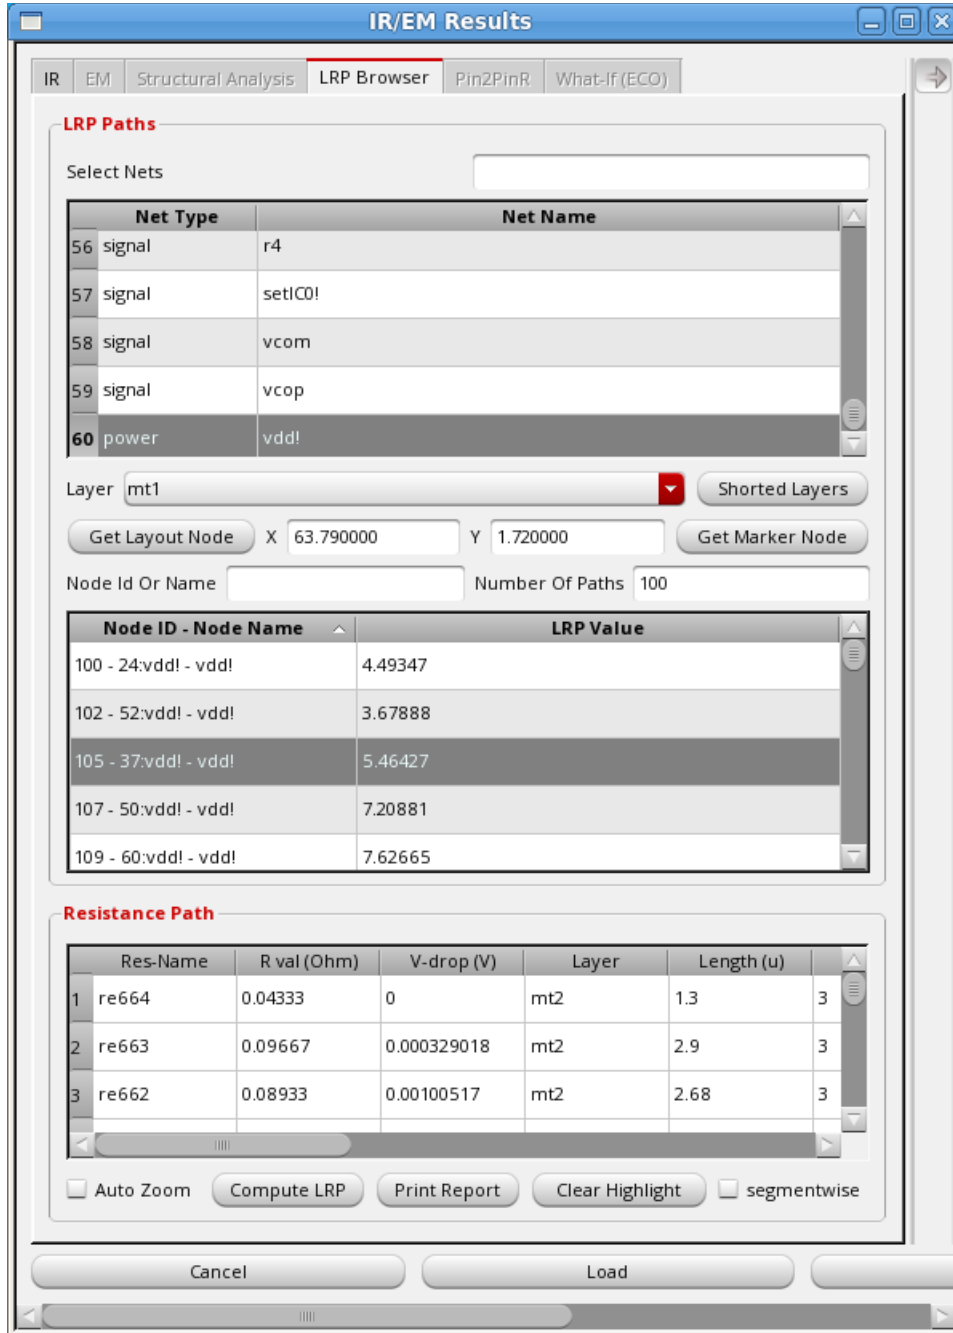 IR/EM Results
IR EM Structural Analysis LRP Browser Pin2PinR What-If (ECO)
LRP Paths
Select Nets
Net Type Net Name
56 signal r4
57 signal setIC0!
58 signal vcom
59 signal vcop
60 power vdd!
Layer mt1 Shorted Layers
Get Layout Node X 63.790000 Y 1.720000 Get Marker Node
Node Id Or Name Number Of Paths 100
Node ID - Node Name LRP Value
100 - 24:vdd! - vdd! 4.49347
102 - 52:vdd! - vdd! 3.67888
105 - 37:vdd! - vdd! 5.46427
107 - 50:vdd! - vdd! 7.20881
109 - 60:vdd! - vdd! 7.62665
Resistance Path
Res-Name R val (Ohm) V-drop (V) Layer Length (u)
1 re664 0.04333 0 mt2 1.3 3
2 re663 0.09667 0.000329018 mt2 2.9 3
3 re662 0.08933 0.00100517 mt2 2.68 3
Auto Zoom Compute LRP Print Report Clear Highlight segmentwise
Cancel Load